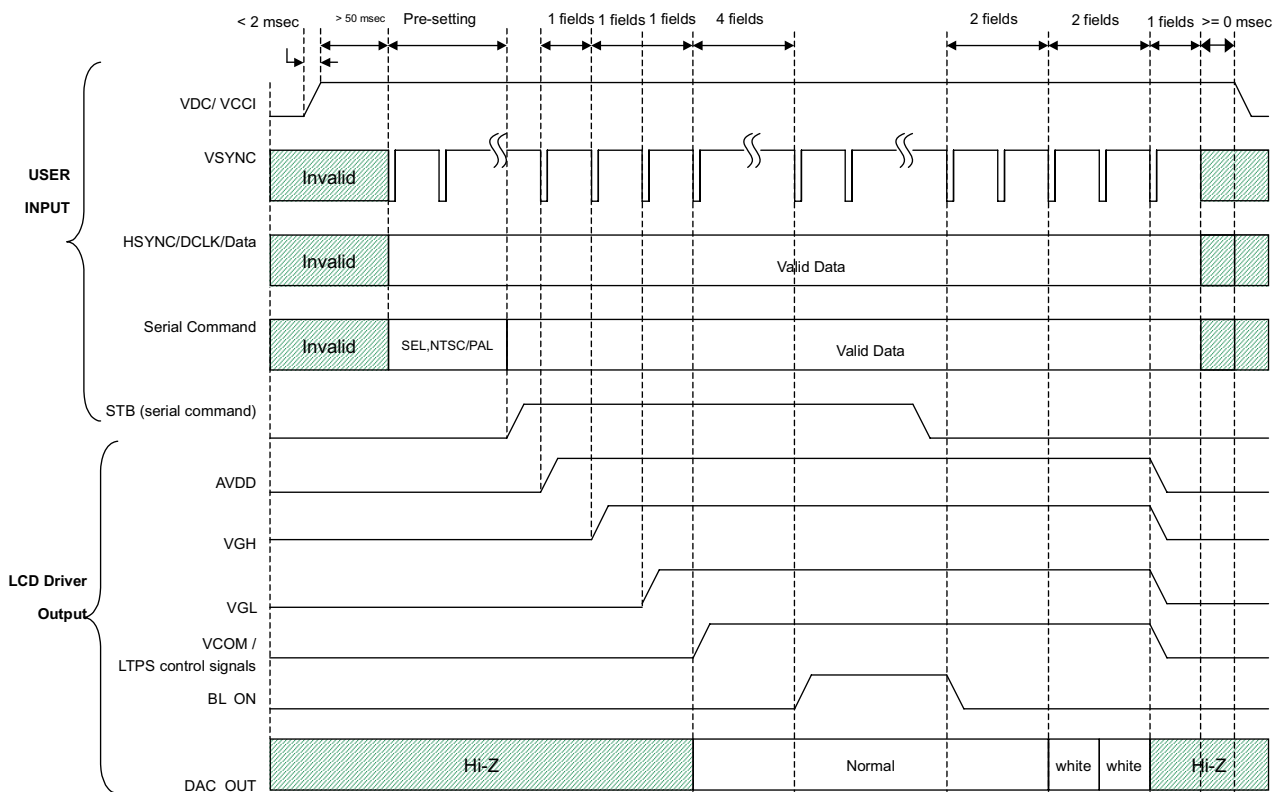 < 2 msec
> 50 msec
Pre-setting
1 fields
1 fields
1 fields
4 fields
2 fields
2 fields
1 fields
>= 0 msec
VDC/ VCCI
VSYNC
Invalid
USER
INPUT
HSYNC/DCLK/Data
Invalid
Valid Data
Serial Command
Invalid
SEL,NTSC/PAL
Valid Data
STB (serial command)
AVDD
VGH
LCD Driver
Output
VGL
VCOM /
LTPS control signals
BL ON
Hi-Z
Normal
white
white
Hi-Z
DAC OUT